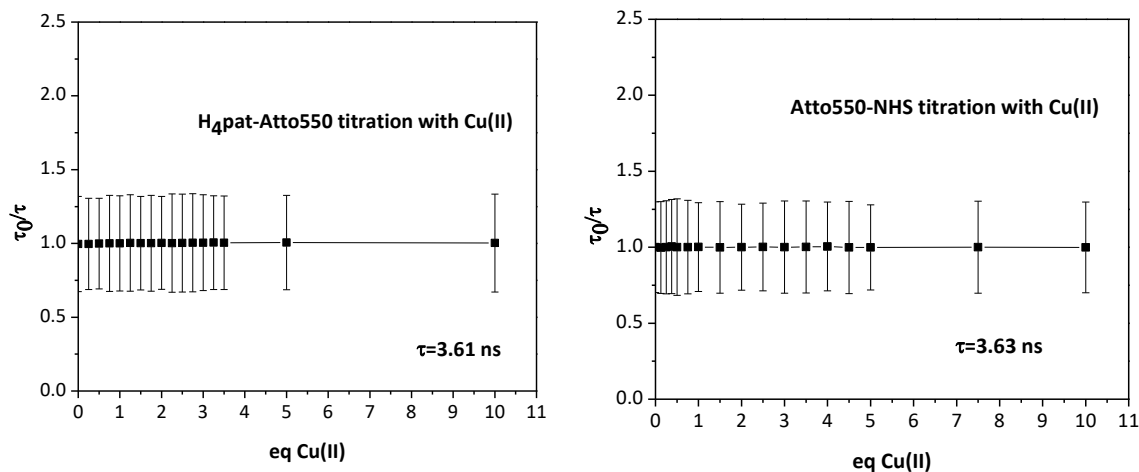 2.5
2.0
1.5
1.0
0.5
0.0
τ0/τ
H4pat-Atto550 titration with Cu(II)
τ=3.61 ns
0 1 2 3 4 5 6 7 8 9 10 11
eq Cu(II)
2.5
2.0
1.5
1.0
0.5
0.0
τ0/τ
Atto550-NHS titration with Cu(II)
τ=3.63 ns
0 1 2 3 4 5 6 7 8 9 10 11
eq Cu(II)